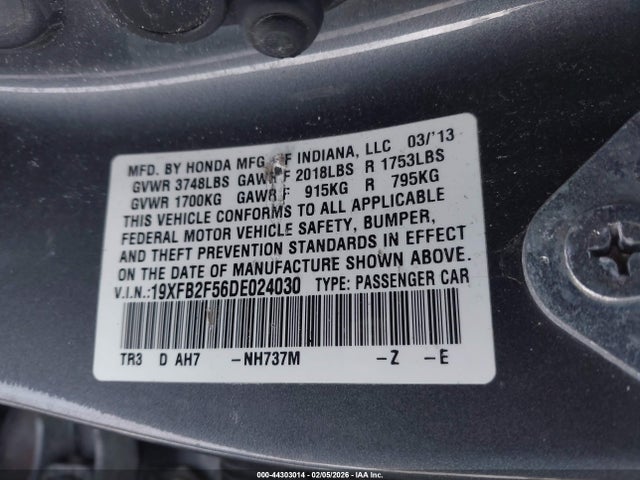 MFD. BY HONDA MFG. OF INDIANA, LLC 03/'13
GVWR 3748LBS GAWR F 2018LBS R 1753LBS
GVWR 1700KG GAWR F 915KG R 795KG
THIS VEHICLE CONFORMS TO ALL APPLICABLE
FEDERAL MOTOR VEHICLE SAFETY, BUMPER,
AND THEFT PREVENTION STANDARDS IN EFFECT
ON THE DATE OF MANUFACTURE SHOWN ABOVE.
V.I.N.:19XFB2F56DE024030 TYPE: PASSENGER CAR
TR3 D AH7 -NH737M -Z -E
000-44303014 | 02/05/2026 | IAA Inc.